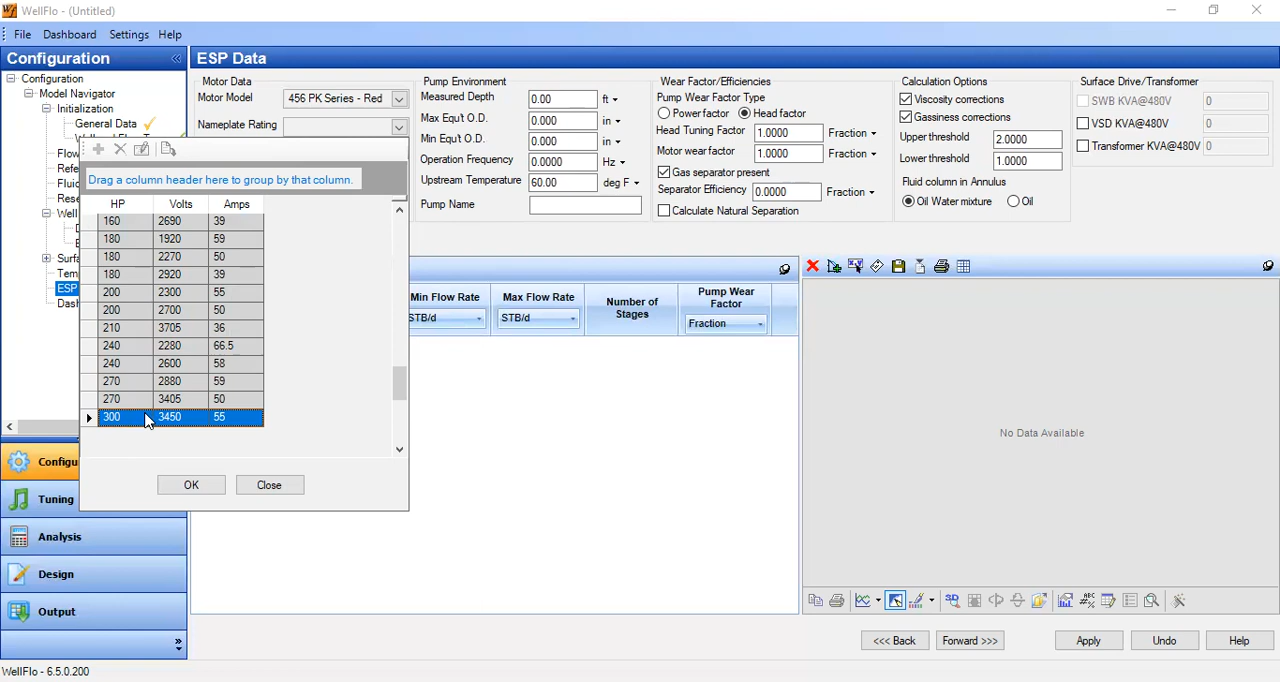 WellFlo - (Untitled)
File Dashboard Settings Help
Configuration
ESP Data
Configuration
Model Navigator
Initialization
General Data
Motor Data
Motor Model 456 PK Series - Red
Nameplate Rating
Pump Environment
Measured Depth 0.00 ft
Max Equ't O.D. 0.000 in
Min Equ't O.D. 0.000 in
Operation Frequency 0.0000 Hz
Upstream Temperature 60.00 deg F
Pump Name
Wear Factor/Efficiencies
Pump Wear Factor Type
Power factor Head factor
Head Tuning Factor 1.0000 Fraction
Motor wear factor 1.0000 Fraction
Gas separator present
Separator Efficiency 0.0000 Fraction
Calculate Natural Separation
Calculation Options
Viscosity corrections
Gassiness corrections
Upper threshold 2.0000
Lower threshold 1.0000
Fluid column in Annulus
Oil Water mixture Oil
Surface Drive/Transformer
SWB KVA@480V 0
VSD KVA@480V 0
Transformer KVA@480V 0
Flow
Refe
Fluid
Rese
Well
D
E
Surfa
Temp
ESP
Dash
Drag a column header here to group by that column.
HP Volts Amps
160 2690 39
180 1920 59
180 2270 50
180 2920 39
200 2300 55
200 2700 50
210 3705 36
240 2280 66.5
240 2600 58
270 2880 59
270 3405 50
300 3450 55
OK Close
Min Flow Rate Max Flow Rate Number of Stages Pump Wear Factor
STB/d STB/d Fraction
No Data Available
Configu
Tuning
Analysis
Design
Output
3D
<<< Back Forward >>> Apply Undo Help
WellFlo - 6.5.0.200